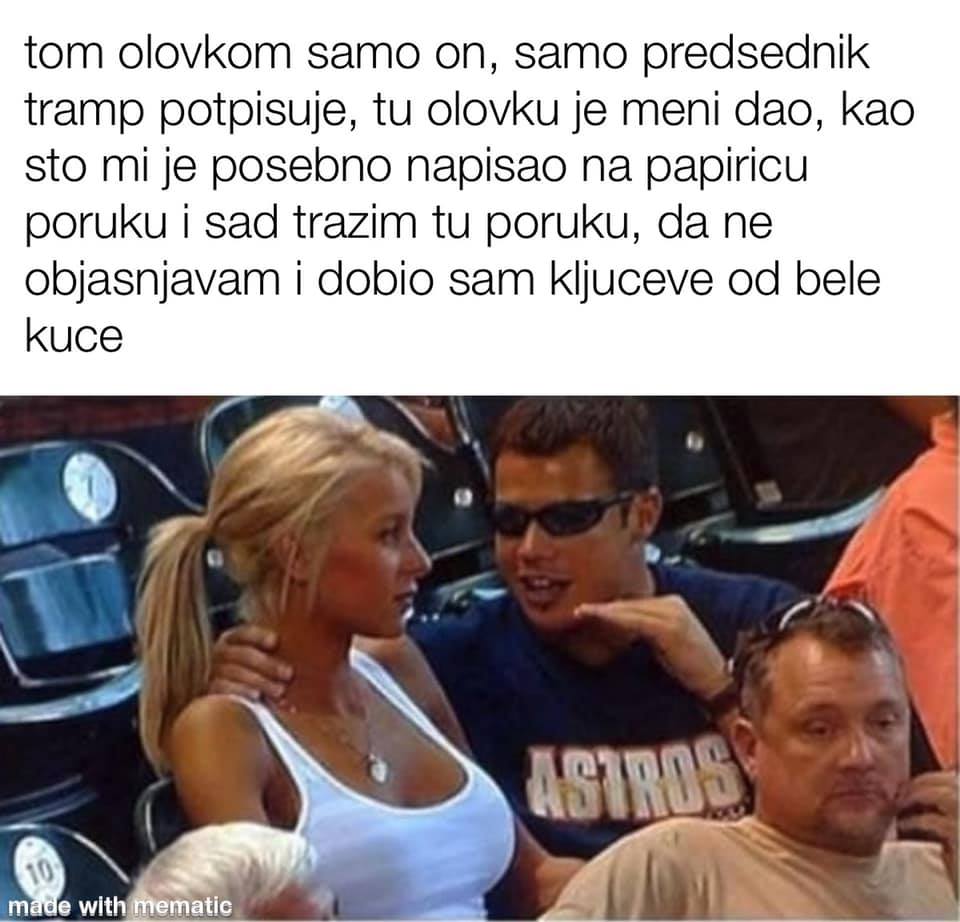 tom olovkom samo on, samo predsednik
tramp potpisuje, tu olovku je meni dao, kao
sto mi je posebno napisao na papiricu
poruku i sad trazim tu poruku, da ne
objasnjavam i dobio sam kljuceve od bele
kuce
ASTROS
10
made with mematic